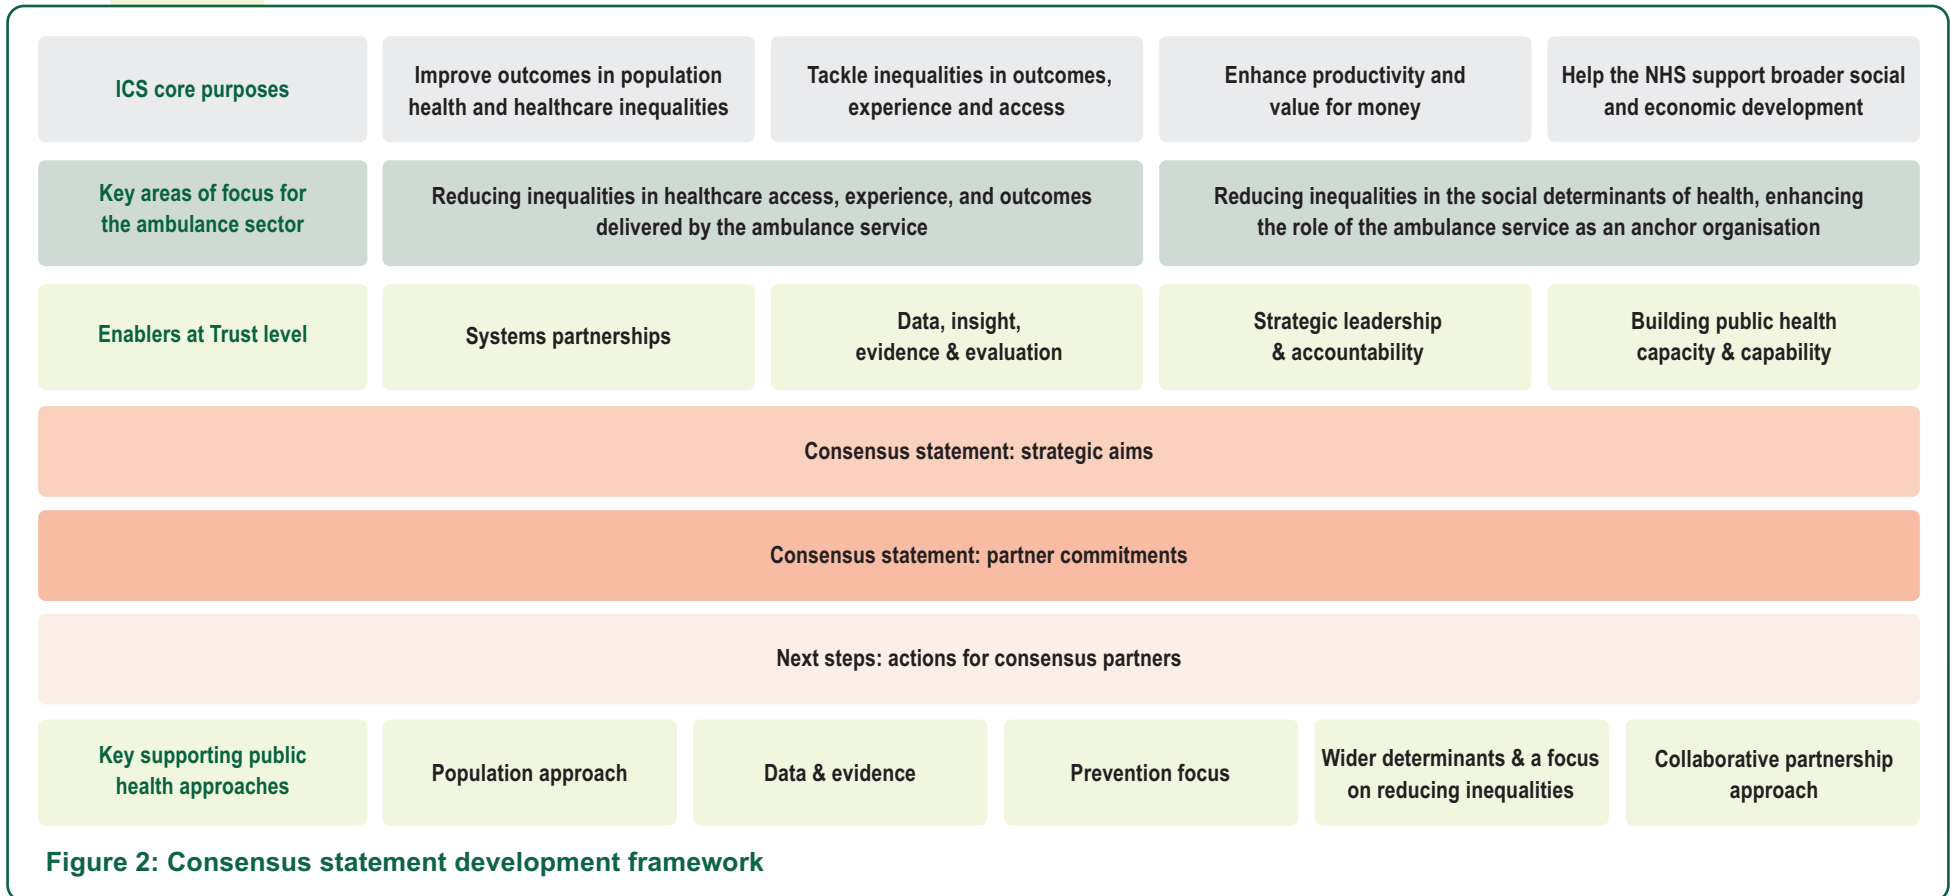 ICS core purposes
Improve outcomes in population
health and healthcare inequalities
Tackle inequalities in outcomes,
experience and access
Enhance productivity and
value for money
Help the NHS support broader social
and economic development
Key areas of focus for
the ambulance sector
Reducing inequalities in healthcare access, experience, and outcomes
delivered by the ambulance service
Reducing inequalities in the social determinants of health, enhancing
the role of the ambulance service as an anchor organisation
Enablers at Trust level
Systems partnerships
Data, insight,
evidence & evaluation
Strategic leadership
& accountability
Building public health
capacity & capability
Consensus statement: strategic aims
Consensus statement: partner commitments
Next steps: actions for consensus partners
Key supporting public
health approaches
Population approach
Data & evidence
Prevention focus
Wider determinants & a focus
on reducing inequalities
Collaborative partnership
approach
Figure 2: Consensus statement development framework